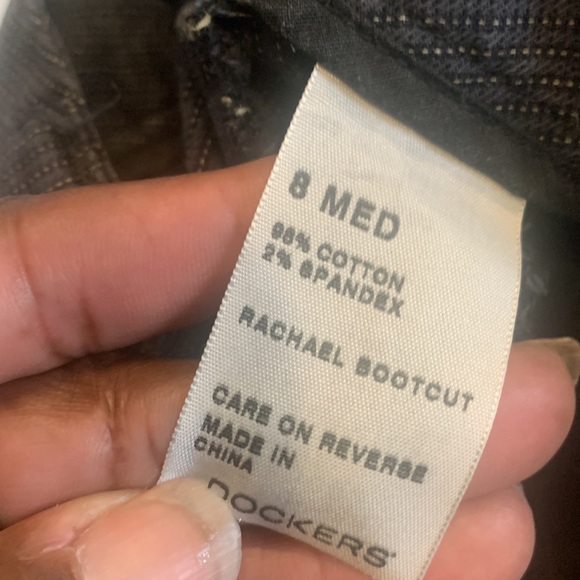 8 MED
98% COTTON
2% SPANDEX
RACHAEL BOOTCUT
CARE ON REVERSE
MADE IN
CHINA
DOCKERS